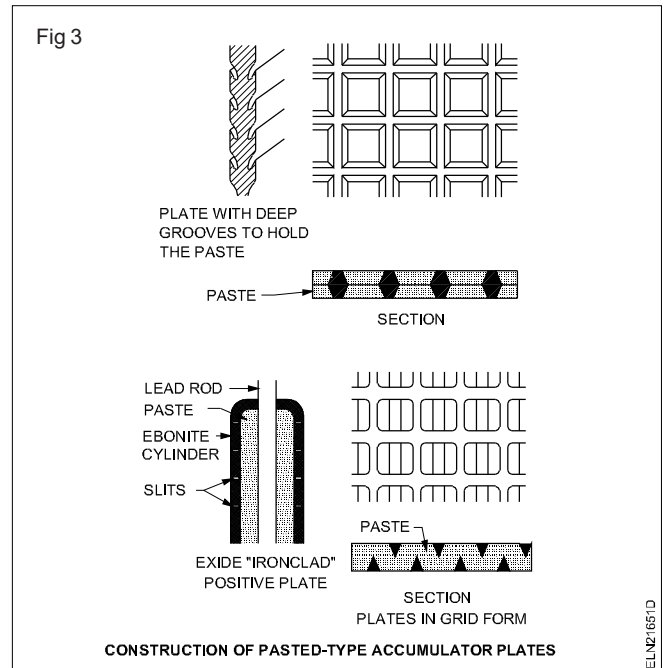 Fig 3
PLATE WITH DEEP
GROOVES TO HOLD
THE PASTE
PASTE
SECTION
LEAD ROD
PASTE
EBONITE
CYLINDER
SLITS
EXIDE "IRONCLAD"
POSITIVE PLATE
PASTE
SECTION
PLATES IN GRID FORM
CONSTRUCTION OF PASTED-TYPE ACCUMULATOR PLATES
ELN21651D